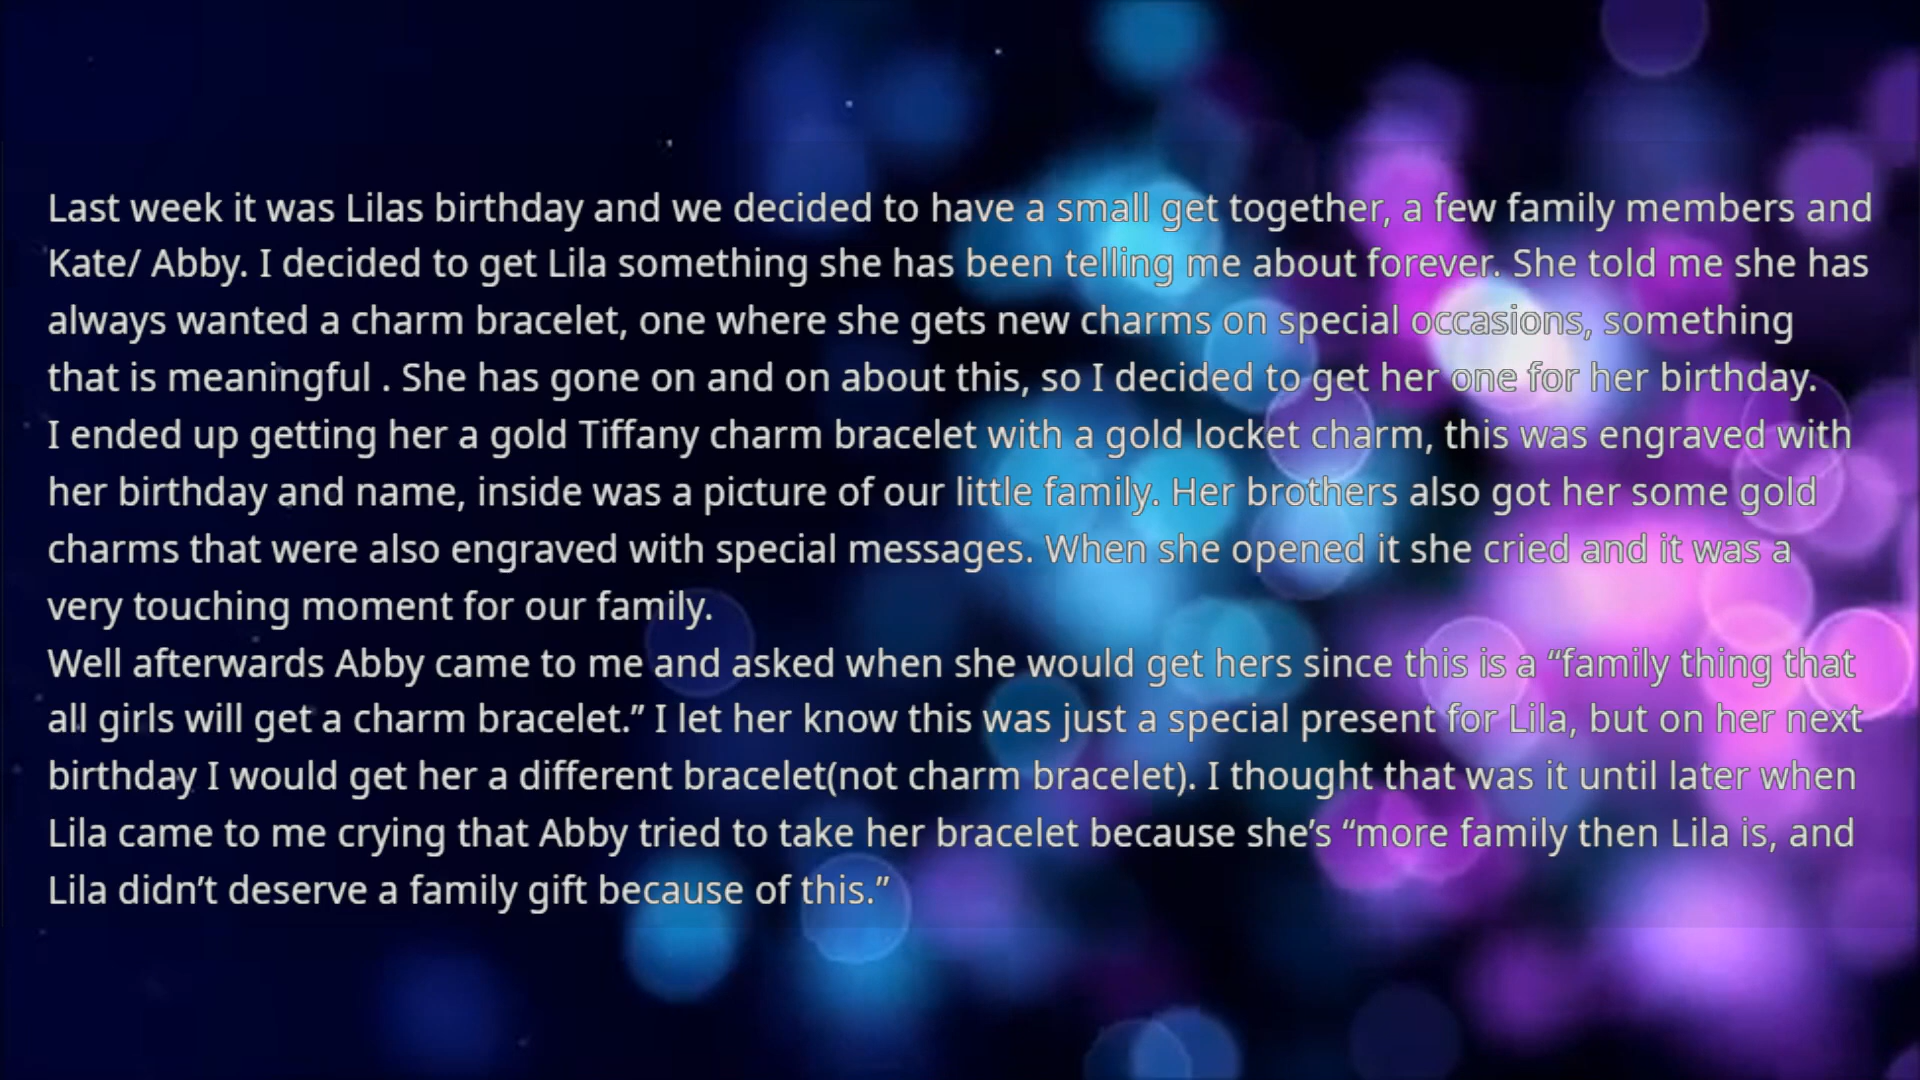 Last week it was Lilas birthday and we decided to have a small get together, a few family members and
Kate/ Abby. I decided to get Lila something she has been telling me about forever. She told me she has
always wanted a charm bracelet, one where she gets new charms on special occasions, something
that is meaningful . She has gone on and on about this, so I decided to get her one for her birthday.
I ended up getting her a gold Tiffany charm bracelet with a gold locket charm, this was engraved with
her birthday and name, inside was a picture of our little family. Her brothers also got her some gold
charms that were also engraved with special messages. When she opened it she cried and it was a
very touching moment for our family.
Well afterwards Abby came to me and asked when she would get hers since this is a “family thing that
all girls will get a charm bracelet.” I let her know this was just a special present for Lila, but on her next
birthday I would get her a different bracelet(not charm bracelet). I thought that was it until later when
Lila came to me crying that Abby tried to take her bracelet because she’s “more family then Lila is, and
Lila didn’t deserve a family gift because of this.”